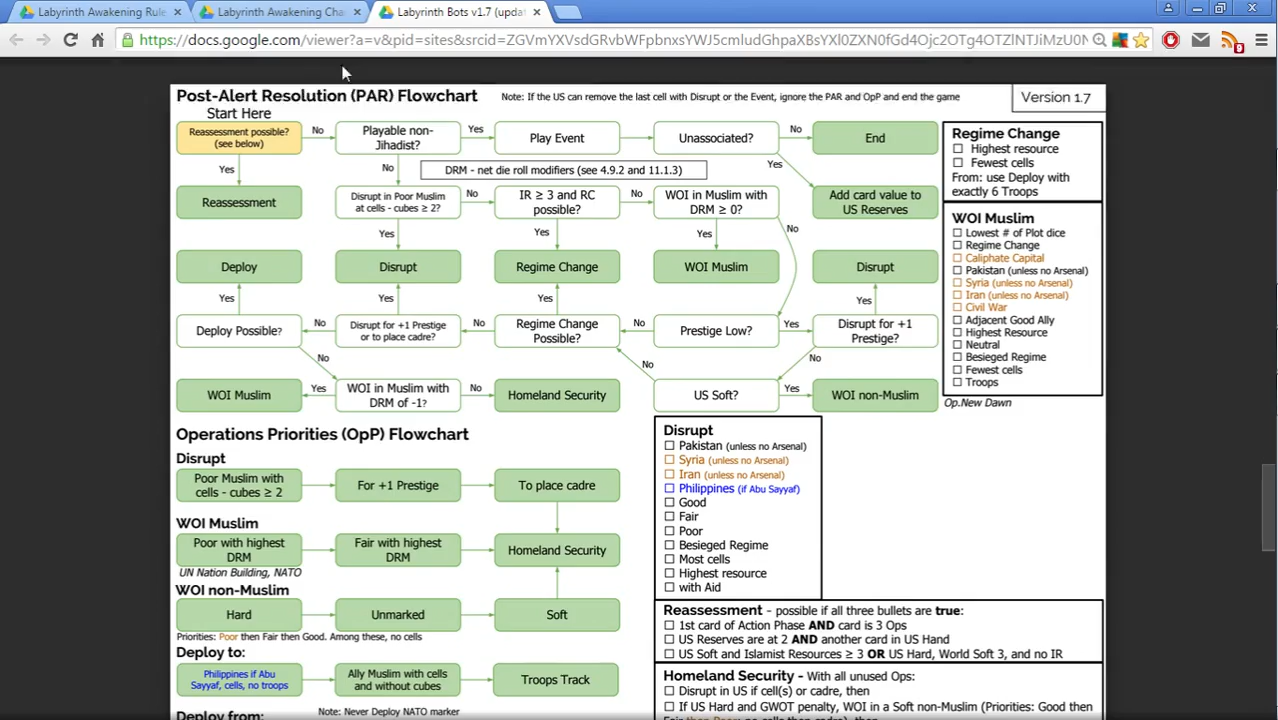 Labyrinth Awakening Rule
Labyrinth Awakening Cha
Labyrinth Bots v1.7 (upda
https://docs.google.com/viewer?a=v&pid=sites&srcid=
9
Post-Alert Resolution (PAR) Flowchart
Note: If the US can remove the last cell with Disrupt or the Event, ignore the PAR and OpP and end the game
Version 1.7
Start Here
Reassessment possible?
(see below)
No
Playable non-
Jihadist?
Yes
Play Event
Unassociated?
No
End
Yes
No
DRM - net die roll modifiers (see 4.9.2 and 11.1.3)
Yes
Reassessment
Disrupt in Poor Muslim
at cells - cubes ≥ 2?
No
IR ≥ 3 and RC
possible?
No
WOI in Muslim with
DRM ≥ 0?
Add card value to
US Reserves
Yes
Yes
Yes
No
Deploy
Disrupt
Regime Change
WOI Muslim
Disrupt
Yes
Yes
Yes
Yes
Deploy Possible?
No
Disrupt for +1 Prestige
or to place cadre?
No
Regime Change
Possible?
No
Prestige Low?
Yes
Disrupt for +1
Prestige?
No
No
No
WOI Muslim
Yes
WOI in Muslim with
DRM of -1?
No
Homeland Security
US Soft?
Yes
WOI non-Muslim
Regime Change
Highest resource
Fewest cells
From: use Deploy with
exactly 6 Troops
WOI Muslim
Lowest # of Plot dice
Regime Change
Caliphate Capital
Pakistan (unless no Arsenal)
Syria (unless no Arsenal)
Iran (unless no Arsenal)
Civil War
Adjacent Good Ally
Highest Resource
Neutral
Besieged Regime
Fewest cells
Troops
Op.New Dawn
Operations Priorities (OpP) Flowchart
Disrupt
Poor Muslim with
cells - cubes ≥ 2
For +1 Prestige
To place cadre
WOI Muslim
Poor with highest
DRM
Fair with highest
DRM
Homeland Security
UN Nation Building, NATO
WOI non-Muslim
Hard
Unmarked
Soft
Priorities: Poor then Fair then Good. Among these, no cells
Deploy to:
Philippines if Abu
Sayyaf, cells, no troops
Ally Muslim with cells
and without cubes
Troops Track
Deploy from:
Note: Never Deploy NATO marker
Disrupt
Pakistan (unless no Arsenal)
Syria (unless no Arsenal)
Iran (unless no Arsenal)
Philippines (if Abu Sayyaf)
Good
Fair
Poor
Besieged Regime
Most cells
Highest resource
with Aid
Reassessment - possible if all three bullets are true:
1st card of Action Phase AND card is 3 Ops
US Reserves are at 2 AND another card in US Hand
US Soft and Islamist Resources ≥ 3 OR US Hard, World Soft 3, and no IR
Homeland Security - With all unused Ops:
Disrupt in US if cell(s) or cadre, then
If US Hard and GWOT penalty, WOI in a Soft non-Muslim (Priorities: Good then
Fair then Poor; no cells then cadre), then